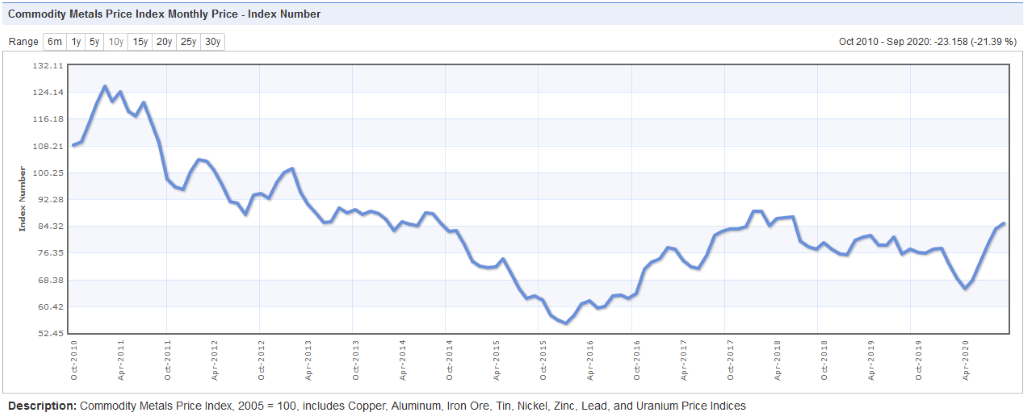 Commodity Metals Price Index Monthly Price - Index Number
Range 6m 1y 5y 10y 15y 20y 25y 30y
Oct 2010 - Sep 2020: -23.158 (-21.39 %)
132.11
124.14
116.18
108.21
100.25
92.28
84.32
76.35
68.38
60.42
52.45
Index Number
Oct-2010
Apr-2011
Oct-2011
Apr-2012
Oct-2012
Apr-2013
Oct-2013
Apr-2014
Oct-2014
Apr-2015
Oct-2015
Apr-2016
Oct-2016
Apr-2017
Oct-2017
Apr-2018
Oct-2018
Apr-2019
Oct-2019
Apr-2020
Description: Commodity Metals Price Index, 2005 = 100, includes Copper, Aluminum, Iron Ore, Tin, Nickel, Zinc, Lead, and Uranium Price Indices